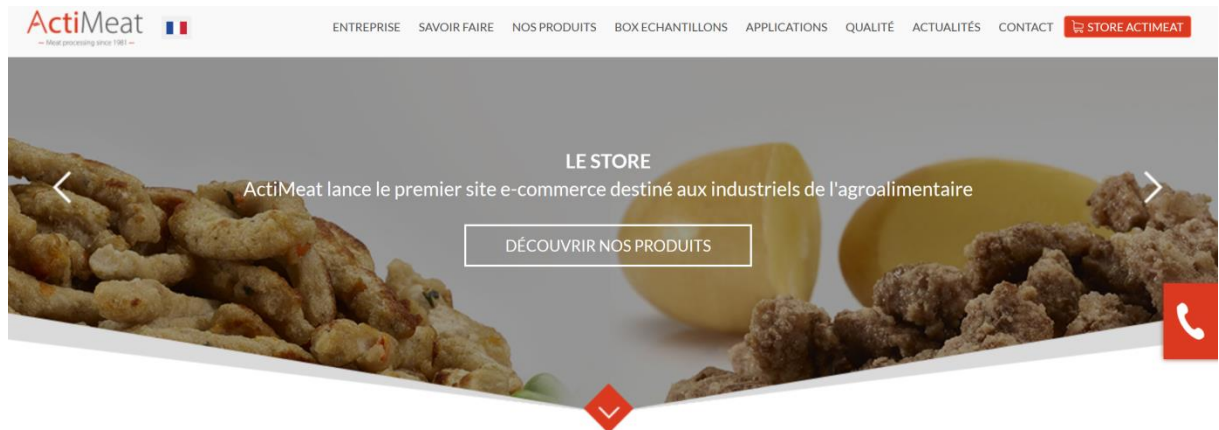 ActiMeat
— Meat processing since 1981 —
ENTREPRISE SAVOIR FAIRE NOS PRODUITS BOX ECHANTILLONS APPLICATIONS QUALITÉ ACTUALITÉS CONTACT STORE ACTIMEAT
LE STORE
ActiMeat lance le premier site e-commerce destiné aux industriels de l'agroalimentaire
DÉCOUVRIR NOS PRODUITS